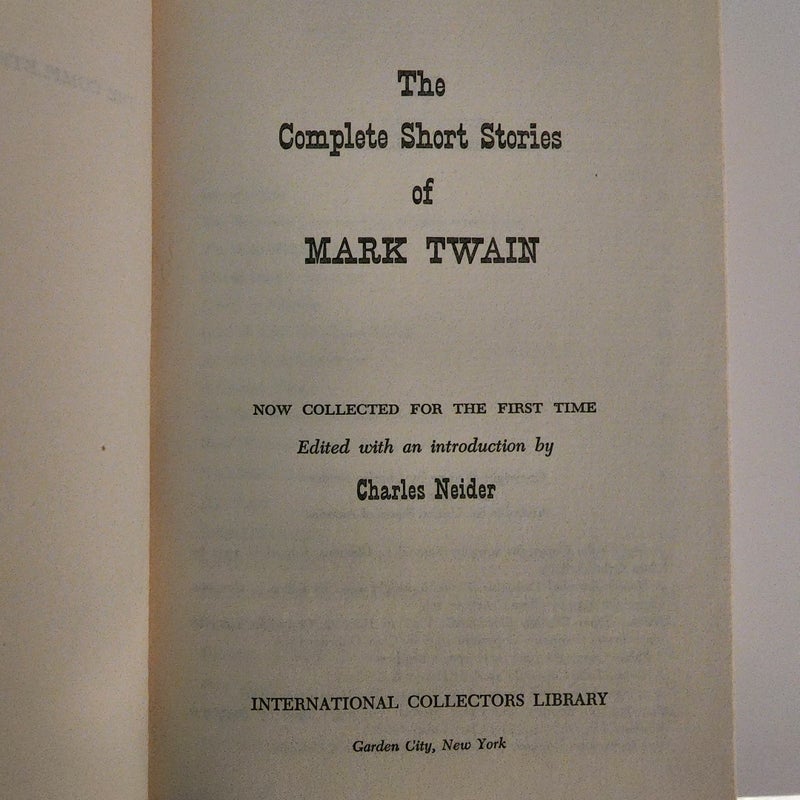 The
Complete Short Stories
of
MARK TWAIN
NOW COLLECTED FOR THE FIRST TIME
Edited with an introduction by
Charles Neider
INTERNATIONAL COLLECTORS LIBRARY
Garden City, New York